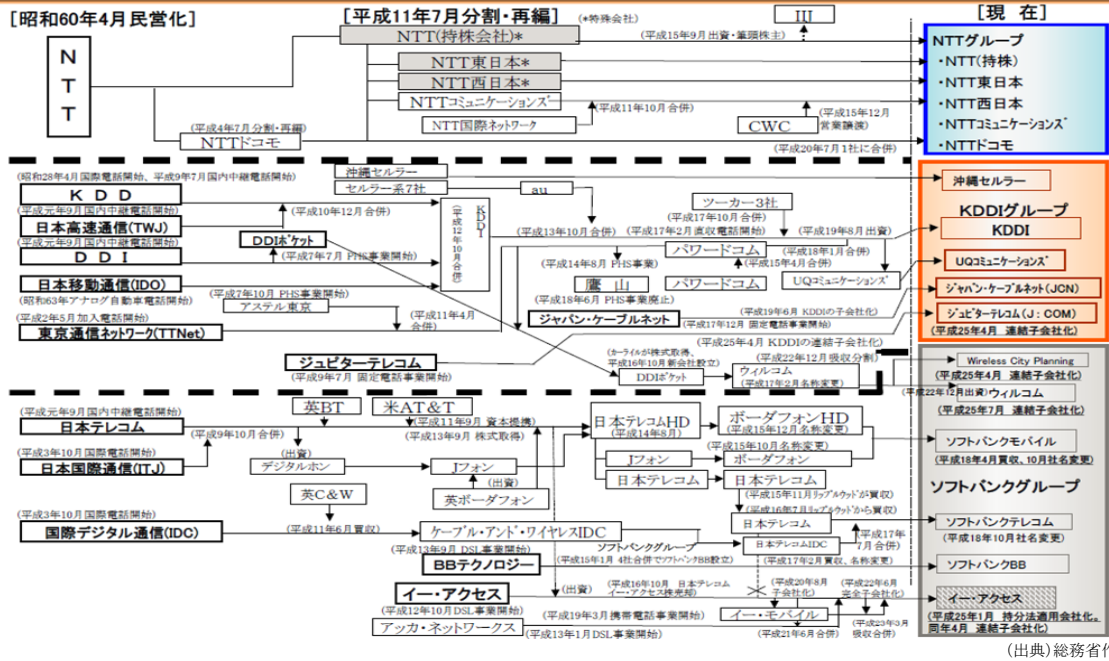 [昭和60年4月民営化]
[平成11年7月分割・再編]
(*特殊会社)
IIJ
[現 在]
NTT
NTT(持株会社)*
(平成15年9月出資・筆頭株主)
NTT東日本*
NTT西日本*
NTTコミュニケーションズ
(平成11年10月合併)
(平成15年12月
営業譲渡)
NTT国際ネットワーク
CWC
(平成4年7月分割・再編)
NTTドコモ
(平成20年7月1社に合併)
NTTグループ
・NTT(持株)
・NTT東日本
・NTT西日本
・NTTコミュニケーションズ
・NTTドコモ
(昭和28年4月国際電話開始、平成9年7月国内中継電話開始)
沖縄セルラー
セルラー系7社
au
KDD
(平成元年9月国内中継電話開始)
日本高速通信(TWJ)
(平成10年12月合併)
(平成元年9月国内中継電話開始)
DDIポケット
DDI
(平成7年7月 PHS事業開始)
日本移動通信(IDO)
(昭和63年アナログ自動車電話開始)
KDDI
(平成12年10月合併)
(平成13年10月合併)
ツーカー3社
(平成17年10月合併)
(平成17年2月直収電話開始)
(平成19年8月出資)
パワードコム
(平成18年1月合併)
(平成14年8月 PHS事業)
(平成15年4月合併)
鷹山
パワードコム
UQコミュニケーションズ
(平成18年6月 PHS事業廃止)
(平成7年10月 PHS事業開始)
アステル東京
(平成11年4月
合併)
(平成2年5月加入電話開始)
東京通信ネットワーク(TTNet)
ジャパン・ケーブルネット
(平成19年6月 KDDIの子会社化)
(平成17年12月 固定電話事業開始)
(平成25年4月 KDDIの連結子会社化)
ジュピターテレコム
(平成9年7月 固定電話事業開始)
沖縄セルラー
KDDIグループ
KDDI
UQコミュニケーションズ
ジャパン・ケーブルネット(JCN)
ジュピターテレコム(J:COM)
(平成25年4月 連結子会社化)
(カーライルが株式取得、
平成16年10月新会社設立)
(平成22年12月吸収分割)
DDIポケット
ウィルコム
(平成17年2月名称変更)
(平成22年12月出資)
Wireless City Planning
(平成25年4月 連結子会社化)
ウィルコム
(平成25年7月 連結子会社化)
(平成元年9月国内中継電話開始)
日本テレコム
英BT
米AT&T
(平成11年9月 資本提携)
(平成13年9月 株式取得)
(平成9年10月合併)
(平成3年10月国際電話開始)
日本国際通信(ITJ)
(出資)
デジタルホン
Jフォン
(出資)
英ボーダフォン
日本テレコムHD
(平成14年8月)
ボーダフォンHD
(平成15年12月名称変更)
(平成15年10月名称変更)
Jフォン
ボーダフォン
日本テレコム
日本テレコム
(平成15年11月リップルウッドが買収)
(平成16年7月リップルウッドから買収)
ソフトバンクモバイル
(平成18年4月買収、10月社名変更)
ソフトバンクグループ
英C&W
(平成3年10月国際電話開始)
国際デジタル通信(IDC)
(平成11年6月買収)
ケーブル・アンド・ワイヤレスIDC
日本テレコム
日本テレコムIDC
(平成17年
7月合併)
(平成17年2月買収、名称変更)
ソフトバンクテレコム
(平成18年10月社名変更)
(平成13年9月 DSL事業開始)
ソフトバンクグループ
(平成15年1月 4社合併でソフトバンクBB設立)
BBテクノロジー
ソフトバンクBB
イー・アクセス
(出資)
(平成16年10月 日本テレコム
イー・アクセス株売却)
(平成20年8月
子会社化)
(平成22年6月
完全子会社化)
(平成12年10月DSL事業開始)
(平成19年3月携帯電話事業開始)
イー・モバイル
アッカ・ネットワークス
(平成13年1月DSL事業開始)
(平成21年6月合併)
(平成23年3月
吸収合併)
イー・アクセス
(平成25年1月 持分法適用会社化。
同年4月 連結子会社化)
(出典)総務省作